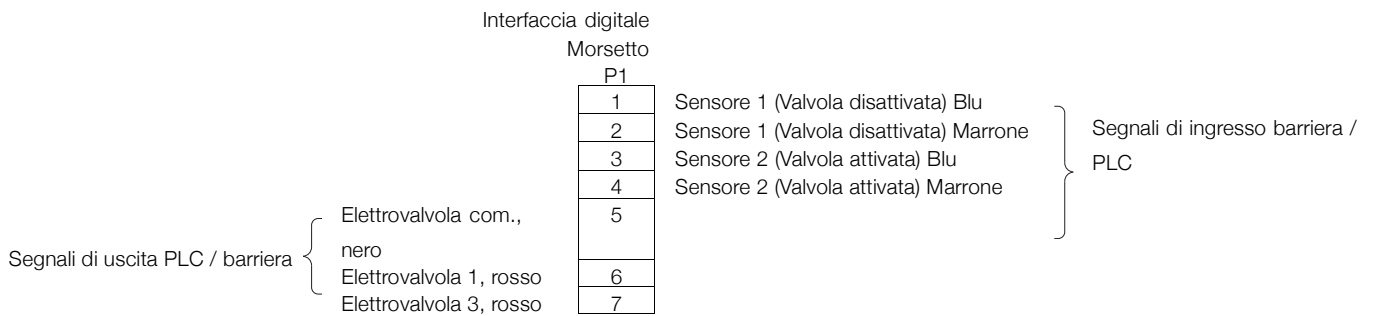 Interfaccia digitale
Morsetto
P1
1 Sensore 1 (Valvola disattivata) Blu
2 Sensore 1 (Valvola disattivata) Marrone
3 Sensore 2 (Valvola attivata) Blu
4 Sensore 2 (Valvola attivata) Marrone
Segnali di ingresso barriera /
PLC
Segnali di uscita PLC / barriera
Elettrovalvola com., 5
nero
Elettrovalvola 1, rosso 6
Elettrovalvola 3, rosso 7